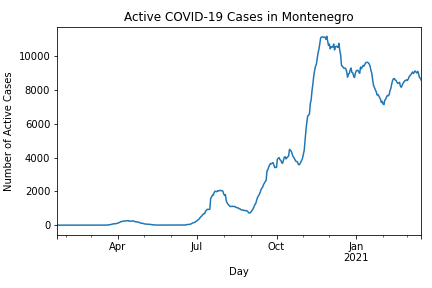 Active COVID-19 Cases in Montenegro
Number of Active Cases
10000
8000
6000
4000
2000
0
Apr
Jul
Oct
Jan
2021
Day